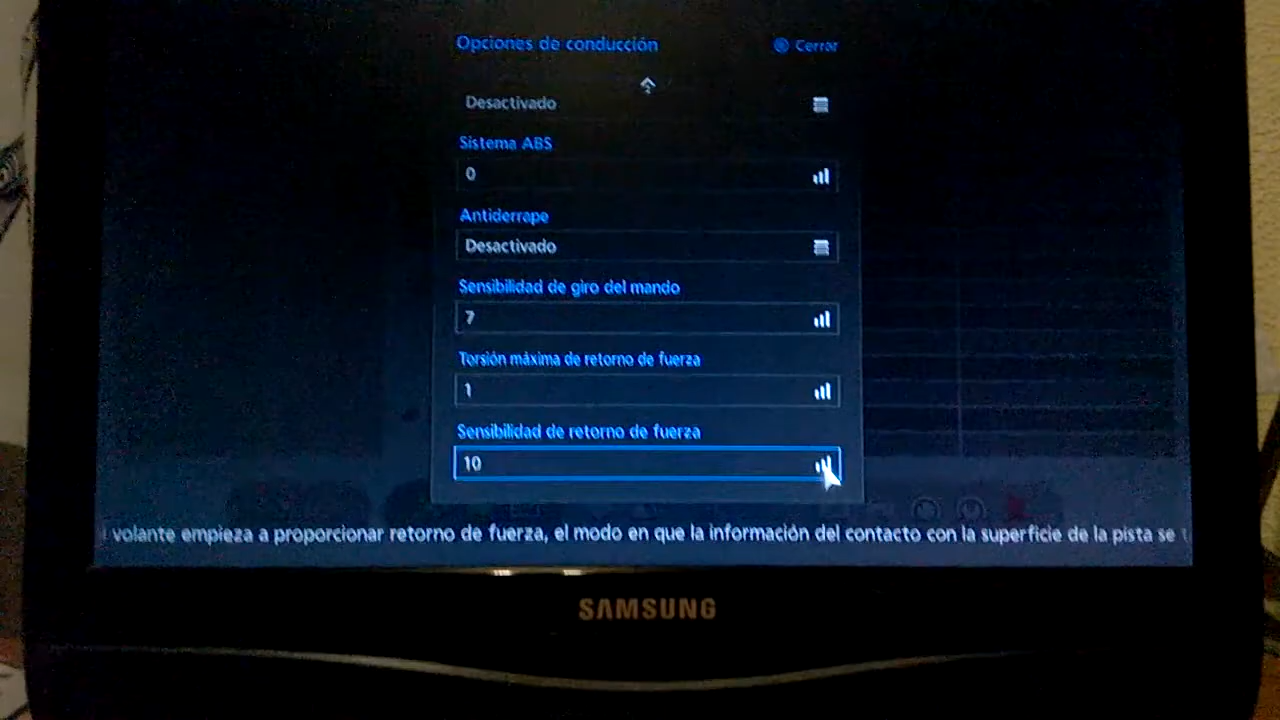 Opciones de conducción
Cerrar
Desactivado
Sistema ABS
0
Antiderrape
Desactivado
Sensibilidad de giro del mando
7
Torsión máxima de retorno de fuerza
1
Sensibilidad de retorno de fuerza
10
volante empieza a proporcionar retorno de fuerza, el modo en que la información del contacto con la superficie de la pista se
SAMSUNG